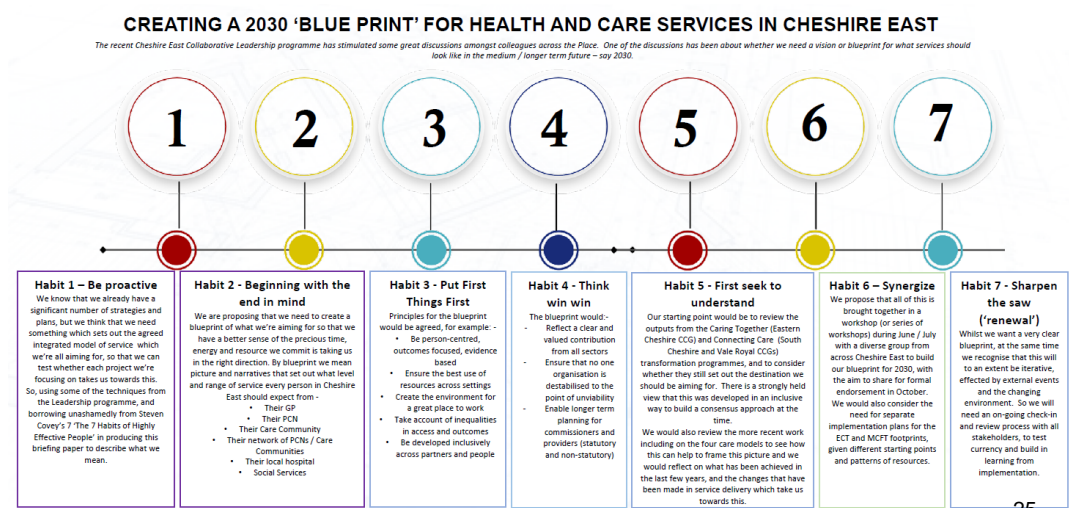 CREATING A 2030 ‘BLUE PRINT’ FOR HEALTH AND CARE SERVICES IN CHESHIRE EAST
The recent Cheshire East Collaborative Leadership programme has stimulated some great discussions amongst colleagues across the Place. One of the discussions has been about whether we need a vision or blueprint for what services should
look like in the medium / longer term future – say 2030.
1
2
3
4
5
6
7
Habit 1 – Be proactive
We know that we already have a
significant number of strategies and
plans, but we think that we need
something which sets out the agreed
integrated model of service which
we’re all aiming for, so that we can
test whether each project we’re
focusing on takes us towards this.
So, using some of the techniques from
the Leadership programme, and
borrowing unashamedly from Steven
Covey’s 7 ‘The 7 Habits of Highly
Effective People’ in producing this
briefing paper to describe what we
mean.
Habit 2 - Beginning with the
end in mind
We are proposing that we need to create a
blueprint of what we’re aiming for so that we
have a better sense of the precious time,
energy and resource we commit is taking us
in the right direction. By blueprint we mean
picture and narratives that set out what level
and range of service every person in Cheshire
East should expect from -
• Their GP
• Their PCN
• Their Care Community
• Their network of PCNs / Care
Communities
• Their local hospital
• Social Services
Habit 3 - Put First
Things First
Principles for the blueprint
would be agreed, for example: -
• Be person-centred,
outcomes focused, evidence
based
• Ensure the best use of
resources across settings
• Create the environment for
a great place to work
• Take account of inequalities
in access and outcomes
• Be developed inclusively
across partners and people
Habit 4 - Think
win win
The blueprint would:-
- Reflect a clear and
valued contribution
from all sectors
- Ensure that no one
organisation is
destabilised to the
point of unviability
- Enable longer term
planning for
commissioners and
providers (statutory
and non-statutory)
Habit 5 - First seek to
understand
Our starting point would be to review the
outputs from the Caring Together (Eastern
Cheshire CCG) and Connecting Care (South
Cheshire and Vale Royal CCGs)
transformation programmes, and to consider
whether they still set out the destination we
should be aiming for. There is a strongly held
view that this was developed in an inclusive
way to build a consensus approach at the
time.
We would also review the more recent work
including on the four care models to see how
this can help to frame this picture and we
would reflect on what has been achieved in
the last few years, and the changes that have
been made in service delivery which take us
towards this.
Habit 6 – Synergize
We propose that all of this is
brought together in a
workshop (or series of
wont ahops) during June / July
with a diverse group from
across Cheshire East to build
our blueprint for 2030, with
the aim to share for formal
endorsement in October.
We would also consider the
need for separate
implementation plans for the
ECT and MCFT footprints,
given different starting points
and patterns of resources.
Habit 7 - Sharpen
the saw
(‘renewal’)
Whilst we want a very clear
blueprint, at the same time
we recognise that this will
to an extent be iterative,
effected by external events
and the changing
environment. So we will
need an on-going check-in
and review process with all
stakeholders, to test
currency and build in
learning from
implementation.